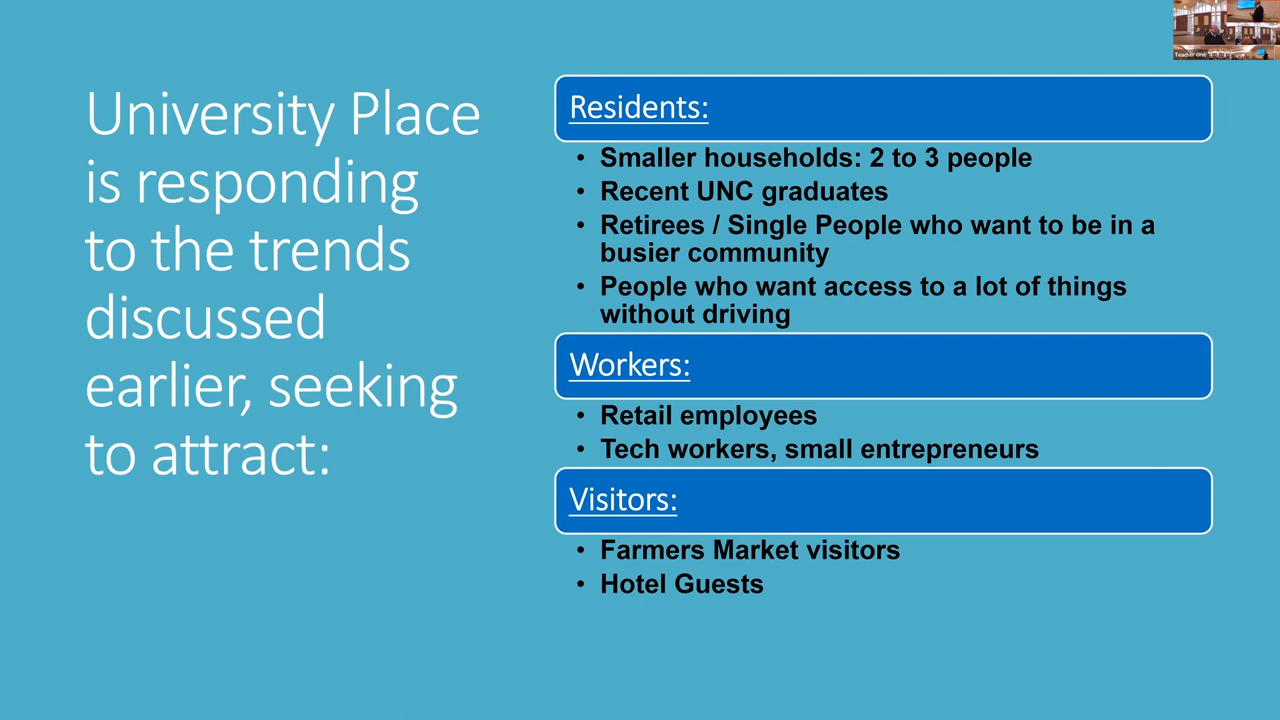 University Place
is responding
to the trends
discussed
earlier, seeking
to attract:
Residents:
• Smaller households: 2 to 3 people
• Recent UNC graduates
• Retirees / Single People who want to be in a
busier community
• People who want access to a lot of things
without driving
Workers:
• Retail employees
• Tech workers, small entrepreneurs
Visitors:
• Farmers Market visitors
• Hotel Guests
Teacher One